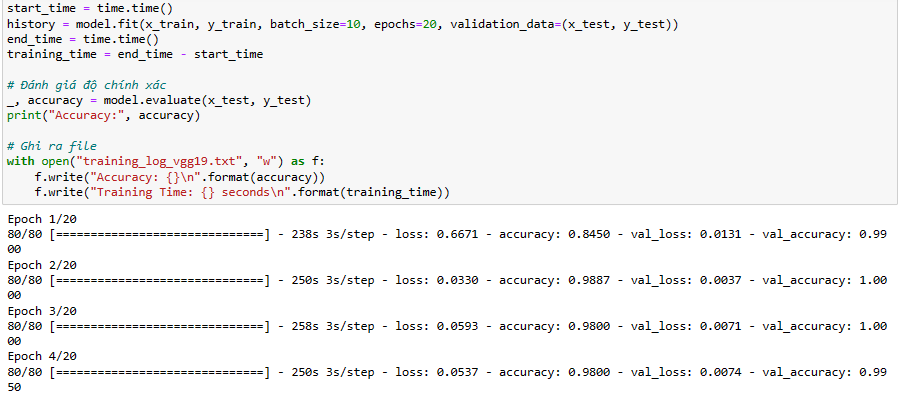 start_time = time.time()
history = model.fit(x_train, y_train, batch_size=10, epochs=20, validation_data=(x_test, y_test))
end_time = time.time()
training_time = end_time - start_time

# Đánh giá độ chính xác
_, accuracy = model.evaluate(x_test, y_test)
print("Accuracy:", accuracy)

# Ghi ra file
with open("training_log_vgg19.txt", "w") as f:
    f.write("Accuracy: {}\n".format(accuracy))
    f.write("Training Time: {} seconds\n".format(training_time))

Epoch 1/20
80/80 [==============================] - 238s 3s/step - loss: 0.6671 - accuracy: 0.8450 - val_loss: 0.0131 - val_accuracy: 0.99
00
Epoch 2/20
80/80 [==============================] - 250s 3s/step - loss: 0.0330 - accuracy: 0.9887 - val_loss: 0.0037 - val_accuracy: 1.00
00
Epoch 3/20
80/80 [==============================] - 258s 3s/step - loss: 0.0593 - accuracy: 0.9800 - val_loss: 0.0071 - val_accuracy: 1.00
00
Epoch 4/20
80/80 [==============================] - 250s 3s/step - loss: 0.0537 - accuracy: 0.9800 - val_loss: 0.0074 - val_accuracy: 0.99
50